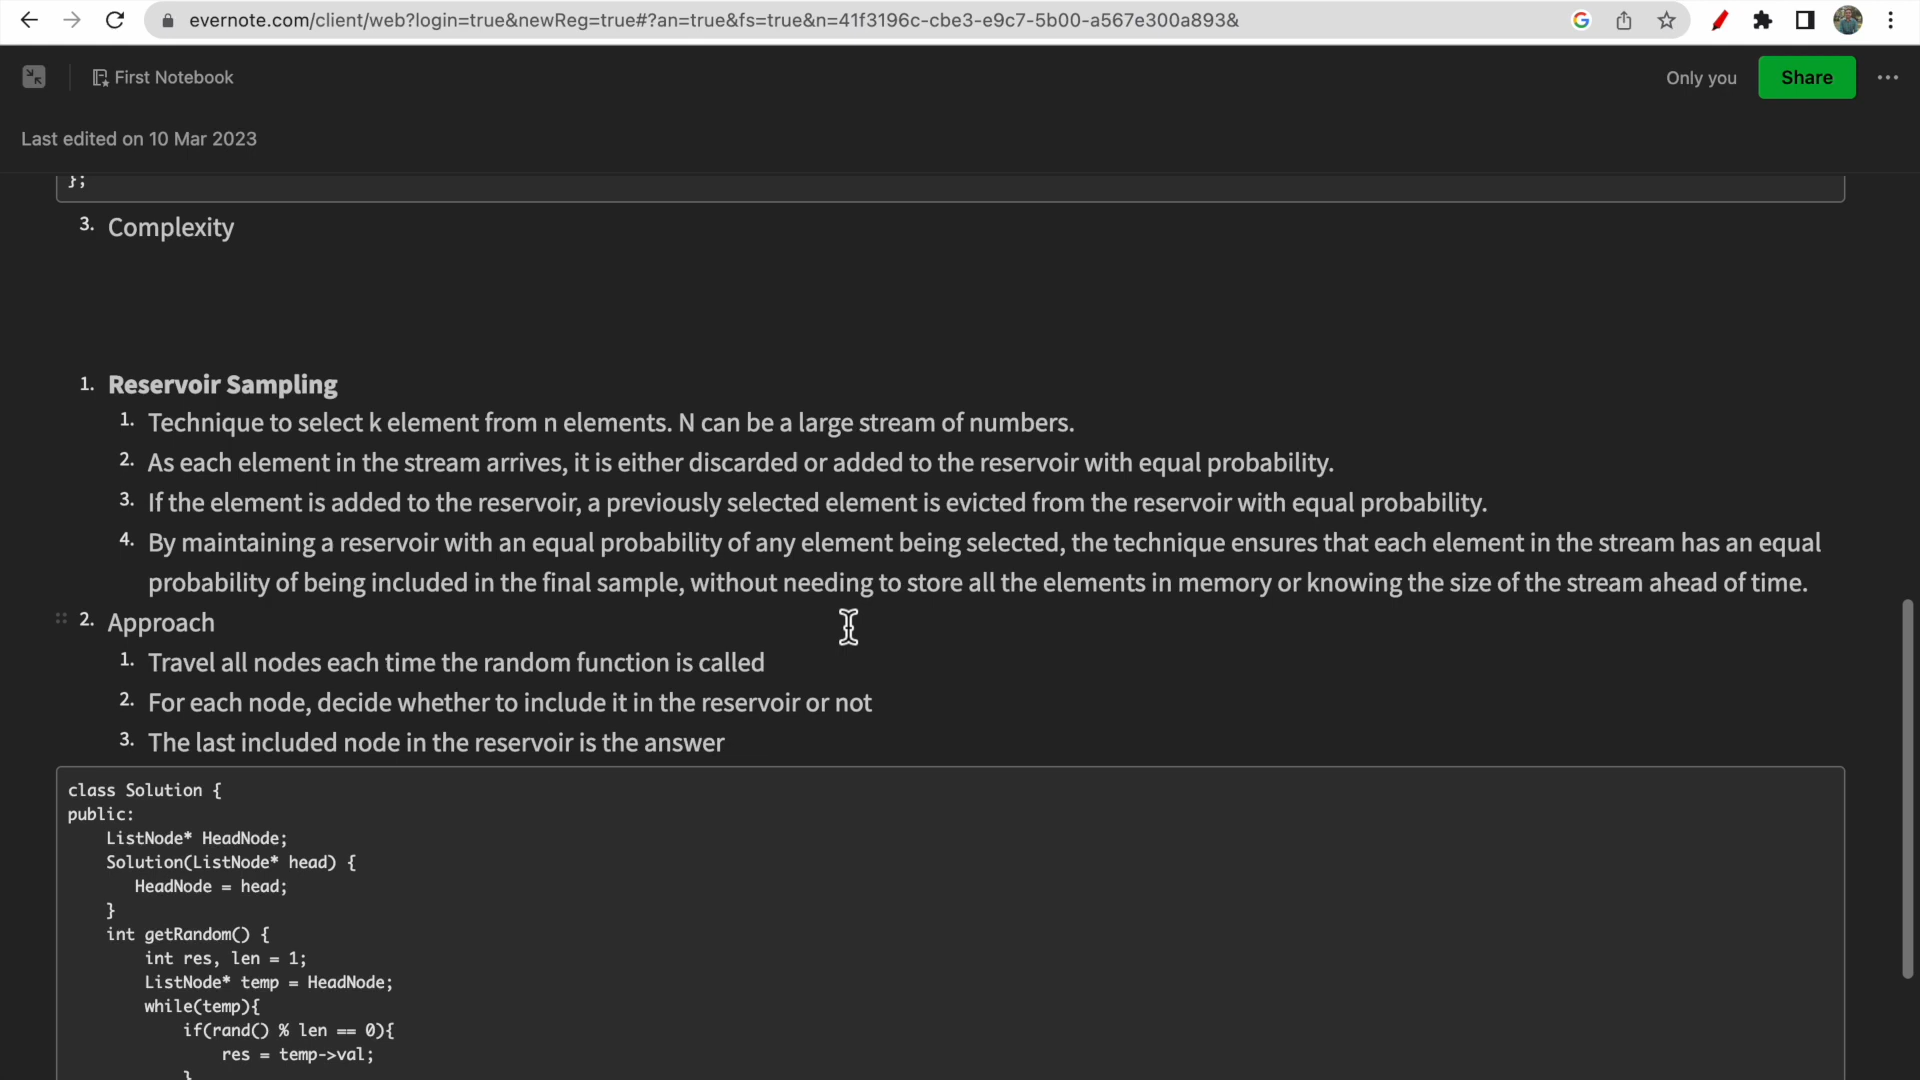 evernote.com/client/web?login=true&newReg=true#?an=true&fs=true&n=41f3196c-cbe3-e9c7-5b00-a567e300a893&
First Notebook
Only you
Share
Last edited on 10 Mar 2023
};
3. Complexity
1. Reservoir Sampling
1. Technique to select k element from n elements. N can be a large stream of numbers.
2. As each element in the stream arrives, it is either discarded or added to the reservoir with equal probability.
3. If the element is added to the reservoir, a previously selected element is evicted from the reservoir with equal probability.
4. By maintaining a reservoir with an equal probability of any element being selected, the technique ensures that each element in the stream has an equal
probability of being included in the final sample, without needing to store all the elements in memory or knowing the size of the stream ahead of time.
2. Approach
1. Travel all nodes each time the random function is called
2. For each node, decide whether to include it in the reservoir or not
3. The last included node in the reservoir is the answer
class Solution {
public:
    ListNode* HeadNode;
    Solution(ListNode* head) {
       HeadNode = head;
    }
    int getRandom() {
        int res, len = 1;
        ListNode* temp = HeadNode;
        while(temp){
            if(rand() % len == 0){
                res = temp->val;
            }